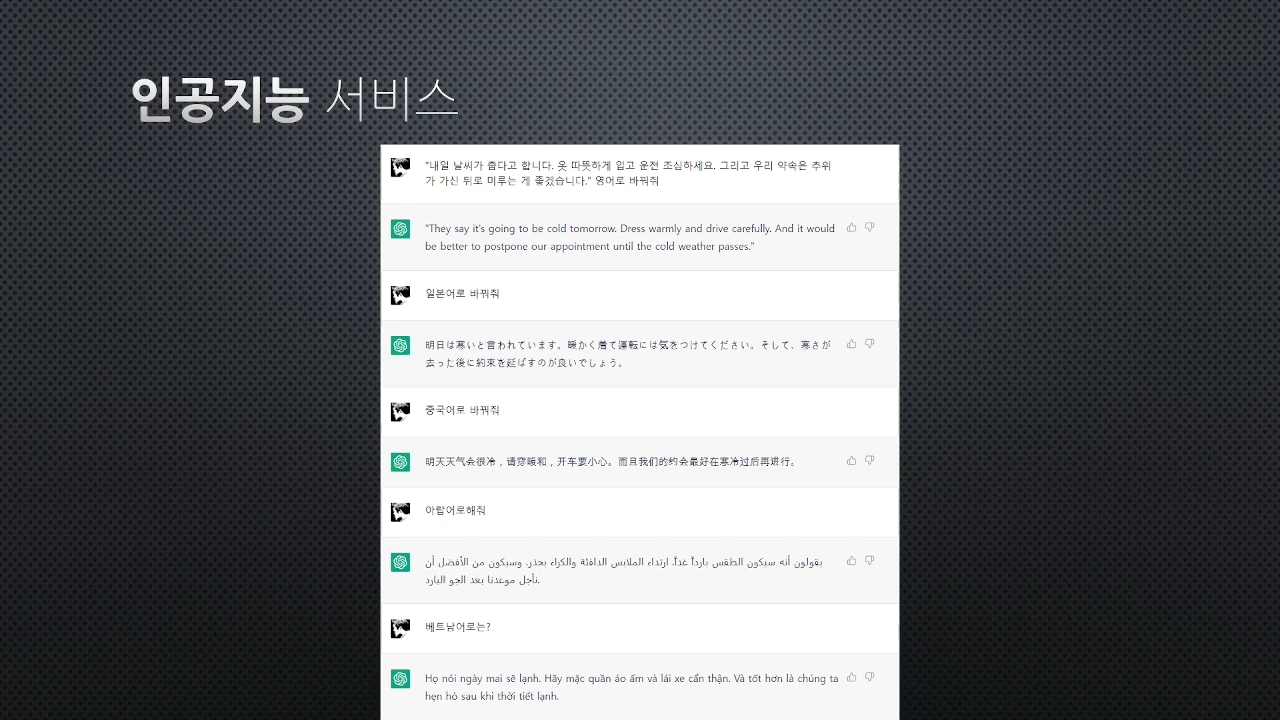 인공지능 서비스
"내일 날씨가 춥다고 합니다. 옷 따뜻하게 입고 운전 조심하세요. 그리고 우리 약속은 추위
가 가신 뒤로 미루는 게 좋겠습니다." 영어로 바꿔줘
"They say it's going to be cold tomorrow. Dress warmly and drive carefully. And it would
be better to postpone our appointment until the cold weather passes."
일본어로 바꿔줘
明日は寒いと言われています。暖かく着て運転には気をつけてください。そして、寒さが
去った後に約束を延ばすのが良いでしょう。
중국어로 바꿔줘
明天天气会很冷，请穿暖和，开车要小心。而且我们的约会最好在寒冷过后再进行。
아랍어로해줘
يقولون أنه سيكون الطقس بارداً غداً. ارتداء الملابس الدافئة والكراء بحذر. وسيكون من الأفضل أن
نأجل موعدنا بعد الجو البارد.
베트남어로는?
Họ nói ngày mai sẽ lạnh. Hãy mặc quần áo ấm và lái xe cẩn thận. Và tốt hơn là chúng ta
hẹn hò sau khi thời tiết lạnh.